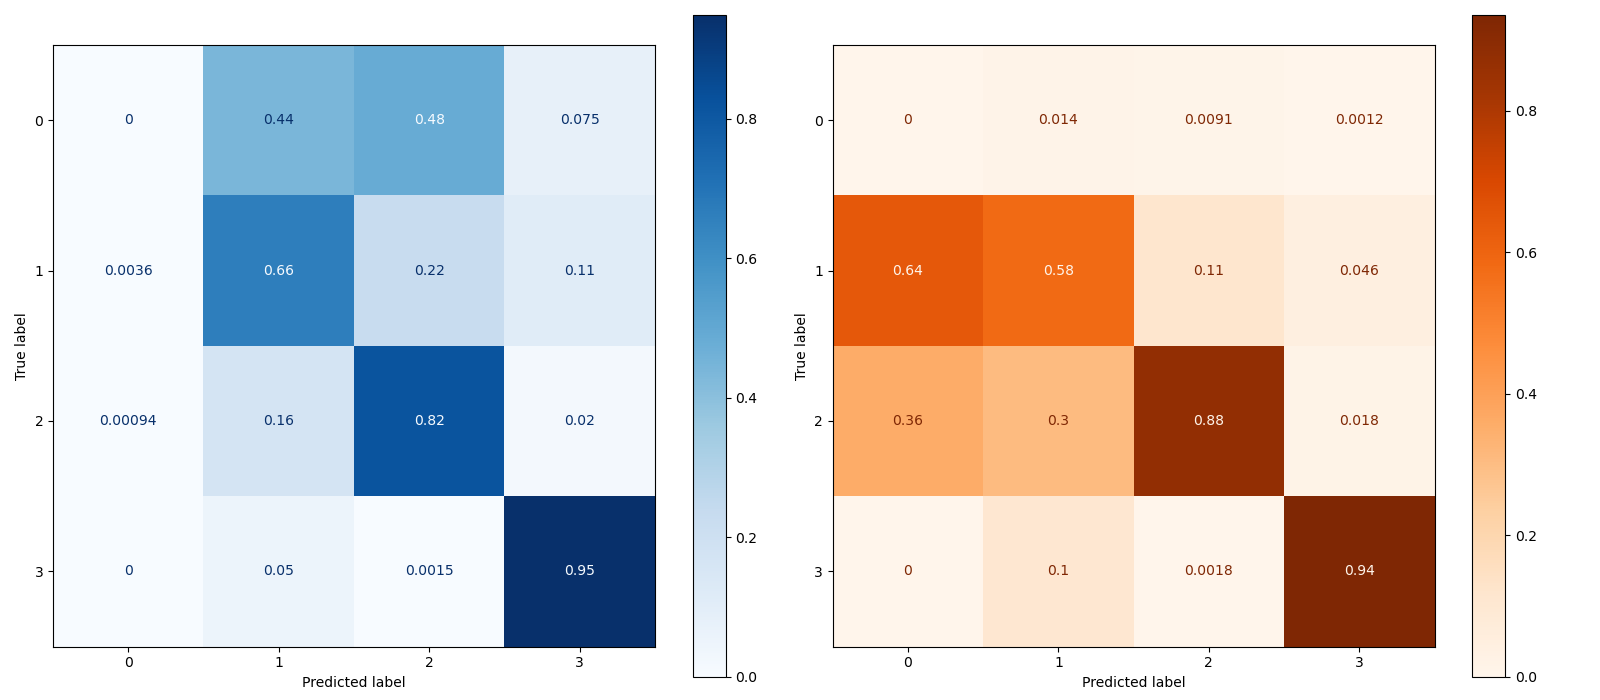 0 0 0.44 0.48 0.075
1 0.0036 0.66 0.22 0.11
2 0.00094 0.16 0.82 0.02
3 0 0.05 0.0015 0.95
0 1 2 3
Predicted label
True label
0.8
0.6
0.4
0.2
0.0
0 0 0.014 0.0091 0.0012
1 0.64 0.58 0.11 0.046
2 0.36 0.3 0.88 0.018
3 0 0.1 0.0018 0.94
0 1 2 3
Predicted label
True label
0.8
0.6
0.4
0.2
0.0